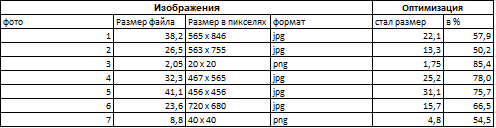 Изображения Оптимизация
фото Размер файла Размер в пикселях формат стал размер в %
1 38,2 565 x 846 jpg 22,1 57,9
2 26,5 563 x 755 jpg 13,3 50,2
3 2,05 20 x 20 png 1,75 85,4
4 32,3 467 x 565 jpg 25,2 78,0
5 41,1 456 x 456 jpg 31,1 75,7
6 23,6 720 x 680 jpg 15,7 66,5
7 8,8 40 x 40 png 4,8 54,5